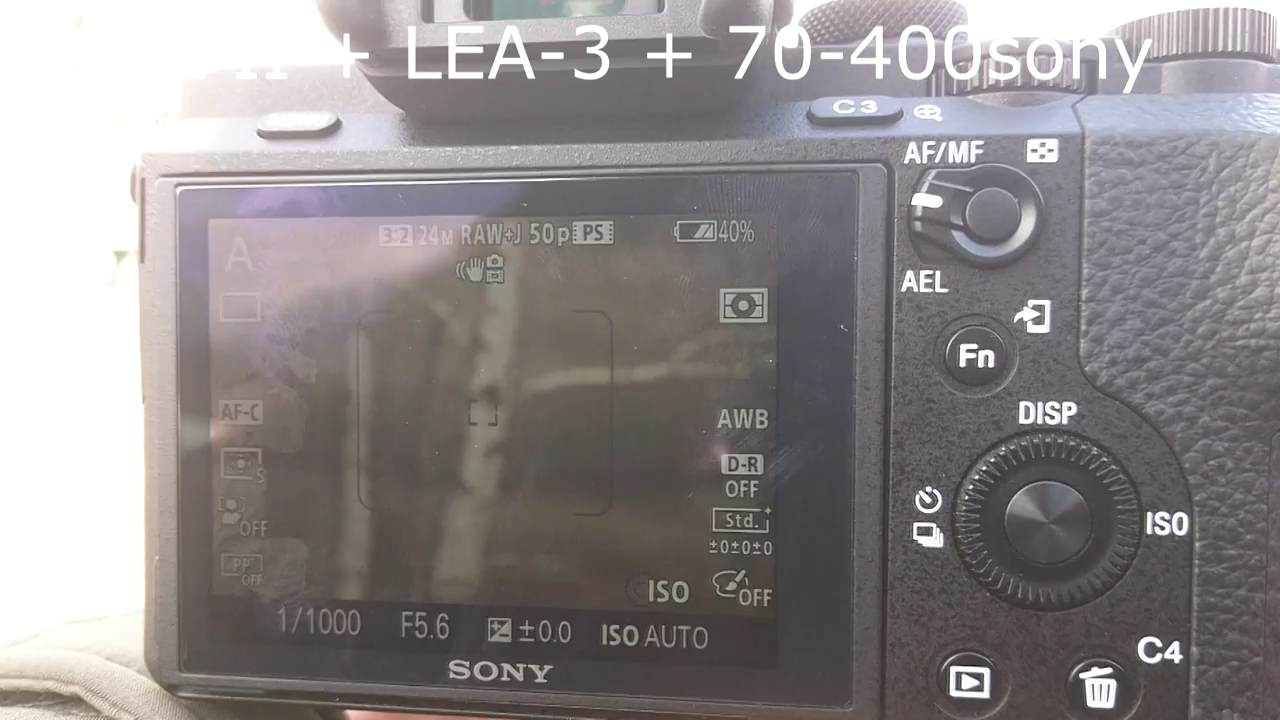 + LEA-3 + 70-400sony
C3
AF/MF
3:2 24M RAW+J 50p PS 40%
A
AEL
Fn
AF-C
AWB
DISP
D-R
OFF
S
Std.
±0±0±0
OFF
ISO
PP
OFF
ISO
OFF
1/1000 F5.6 ±0.0 ISO AUTO
SONY
C4